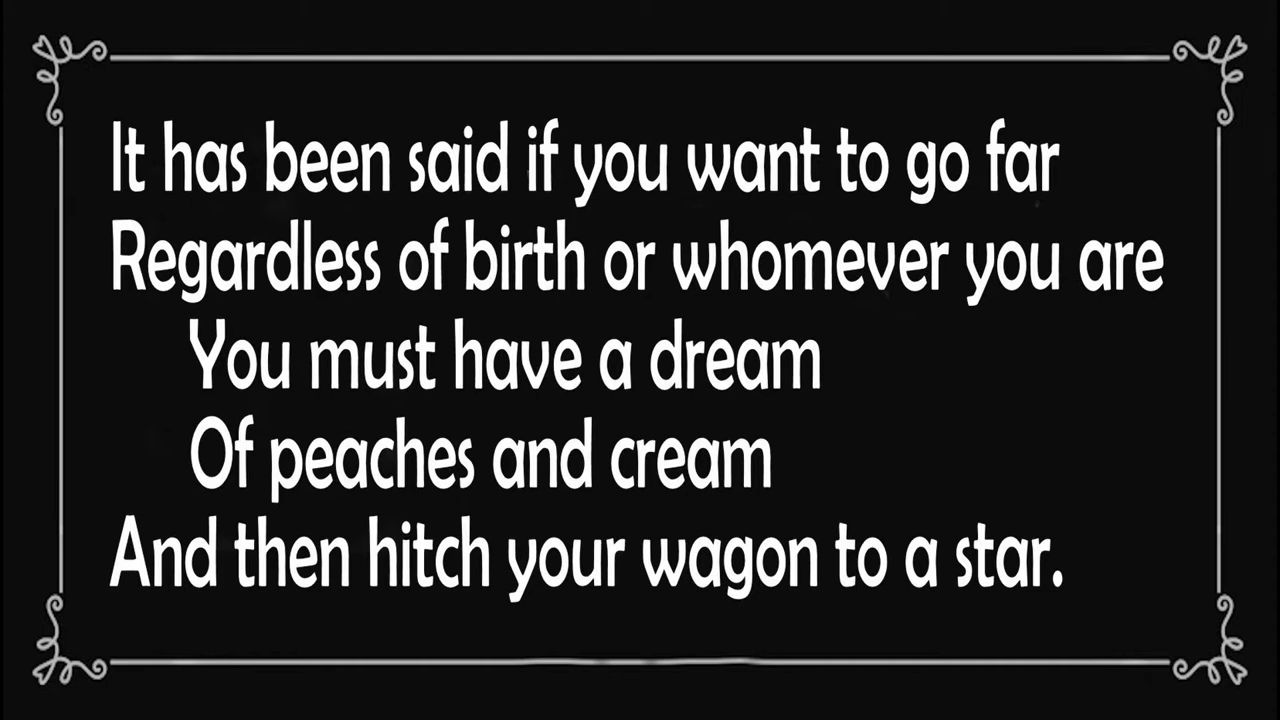 It has been said if you want to go far
Regardless of birth or whomever you are
You must have a dream
Of peaches and cream
And then hitch your wagon to a star.